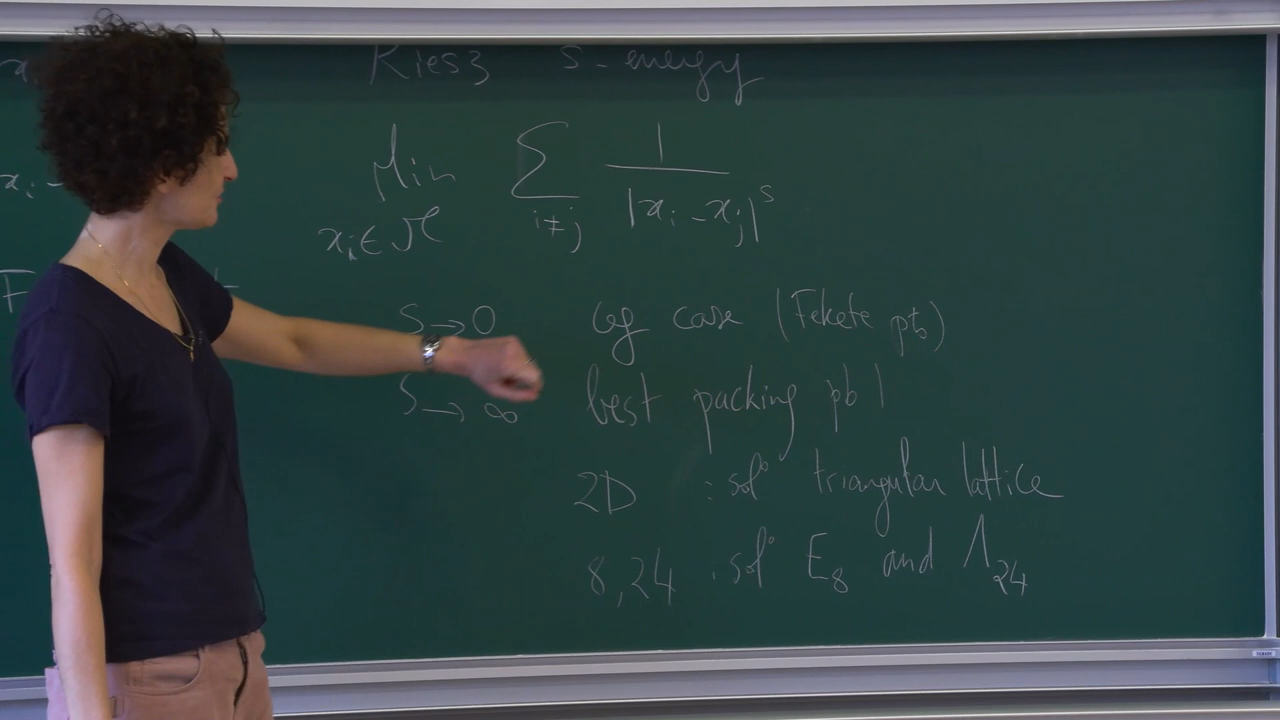 Riesz s-energy
Min ∑ 1
x_i ∈ M i≠j |x_i - x_j|^s
S → 0 log case (Fekete pts)
S → ∞ best packing pb
2D : sol° triangular lattice
8,24 : sol° E_8 and Λ_24